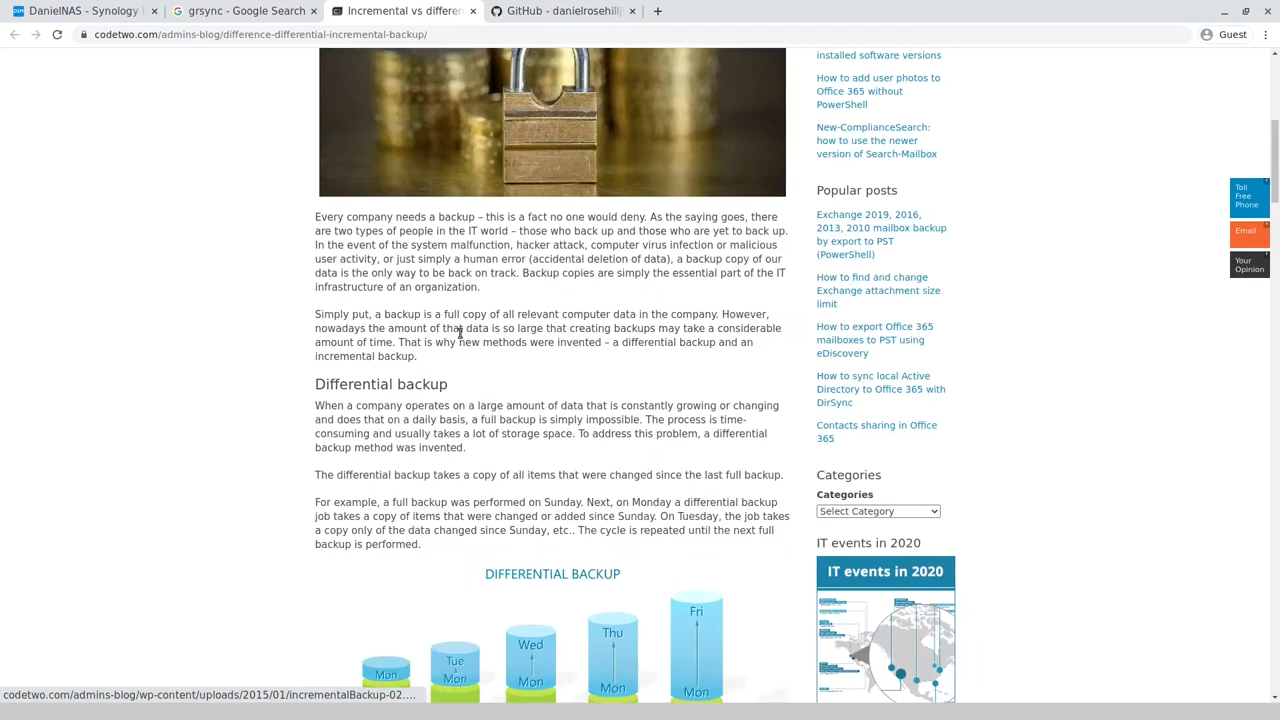 DanielNAS - Synology
grsync - Google Search
Incremental vs differen
GitHub - danielrosehillj
codetwo.com/admins-blog/difference-differential-incremental-backup/
Guest
Every company needs a backup – this is a fact no one would deny. As the saying goes, there
are two types of people in the IT world – those who back up and those who are yet to back up.
In the event of the system malfunction, hacker attack, computer virus infection or malicious
user activity, or just simply a human error (accidental deletion of data), a backup copy of our
data is the only way to be back on track. Backup copies are simply the essential part of the IT
infrastructure of an organization.
Simply put, a backup is a full copy of all relevant computer data in the company. However,
nowadays the amount of that data is so large that creating backups may take a considerable
amount of time. That is why new methods were invented – a differential backup and an
incremental backup.
Differential backup
When a company operates on a large amount of data that is constantly growing or changing
and does that on a daily basis, a full backup is simply impossible. The process is time-
consuming and usually takes a lot of storage space. To address this problem, a differential
backup method was invented.
The differential backup takes a copy of all items that were changed since the last full backup.
For example, a full backup was performed on Sunday. Next, on Monday a differential backup
job takes a copy of items that were changed or added since Sunday. On Tuesday, the job takes
a copy only of the data changed since Sunday, etc.. The cycle is repeated until the next full
backup is performed.
DIFFERENTIAL BACKUP
Mon
Tue
Mon
Wed
Mon
Thu
Mon
Fri
Mon
installed software versions
How to add user photos to
Office 365 without
PowerShell
New-ComplianceSearch:
how to use the newer
version of Search-Mailbox
Popular posts
Exchange 2019, 2016,
2013, 2010 mailbox backup
by export to PST
(PowerShell)
How to find and change
Exchange attachment size
limit
How to export Office 365
mailboxes to PST using
eDiscovery
How to sync local Active
Directory to Office 365 with
DirSync
Contacts sharing in Office
365
Categories
Categories
Select Category
IT events in 2020
IT events in 2020
Toll
Free
Phone
Email
Your
Opinion
codetwo.com/admins-blog/wp-content/uploads/2015/01/incrementalBackup-02....